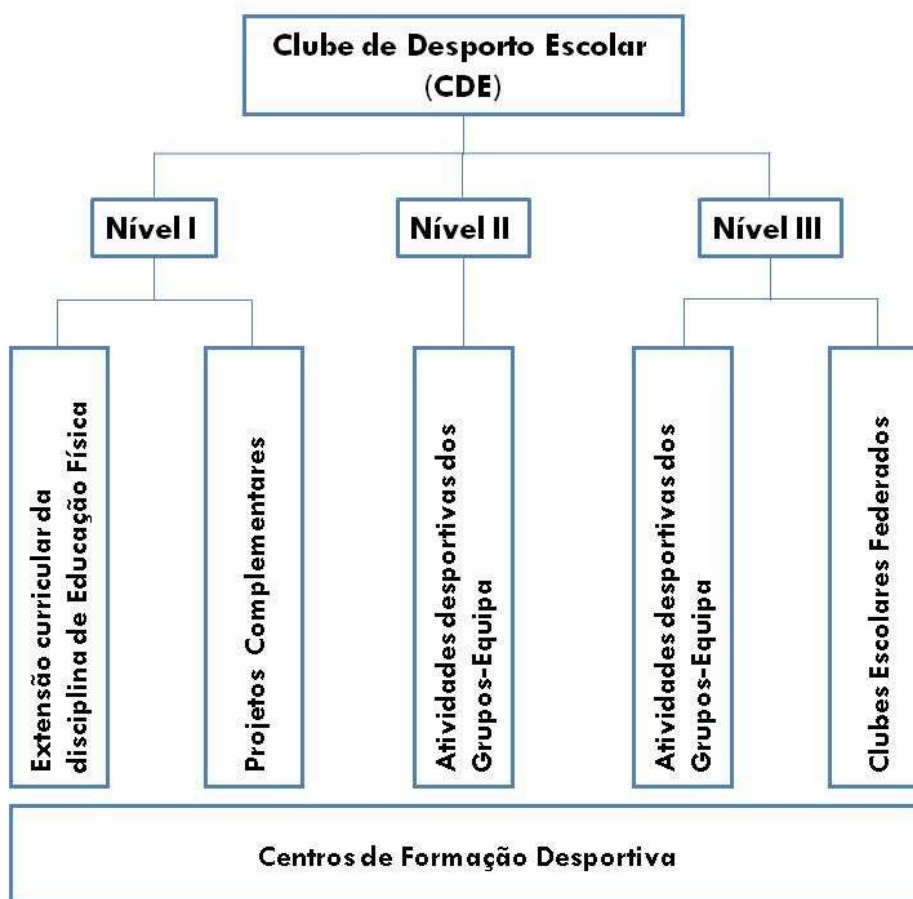 Clube de Desporto Escolar
(CDE)
Nível I
Nível II
Nível III
Extensão curricular da
disciplina de Educação Física
Projetos Complementares
Atividades desportivas dos
Grupos-Equipa
Atividades desportivas dos
Grupos-Equipa
Clubes Escolares Federados
Centros de Formação Desportiva